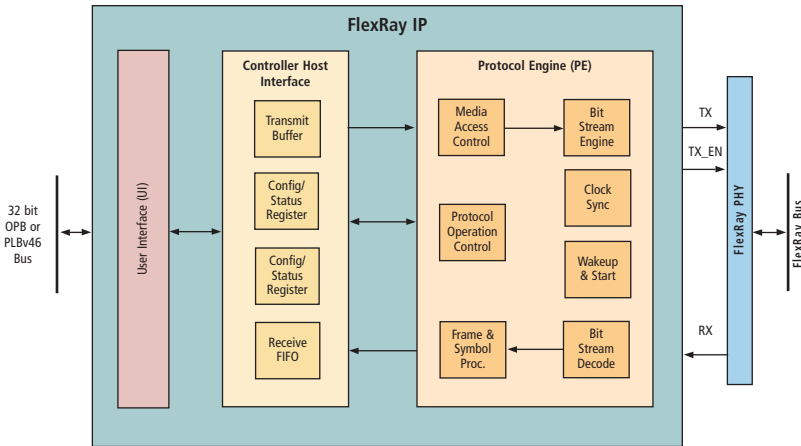 FlexRay IP
Controller Host
Interface
Protocol Engine (PE)
Transmit
Buffer
Config/
Status
Register
Config/
Status
Register
Receive
FIFO
Media
Access
Control
Bit
Stream
Engine
Clock
Sync
Protocol
Operation
Control
Wakeup
& Start
Frame &
Symbol
Proc.
Bit
Stream
Decode
32 bit
OPB or
PLBv46
Bus
User Interface (UI)
TX
TX_EN
RX
FlexRay PHY
FlexRay Bus